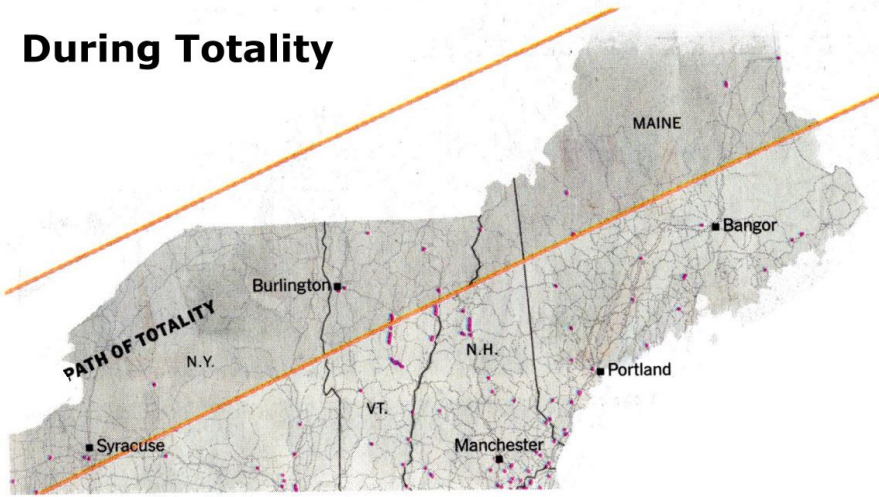 During Totality
MAINE
Bangor
Burlington
PATH OF TOTALITY
N.Y.
N.H.
Portland
VT.
Syracuse
Manchester